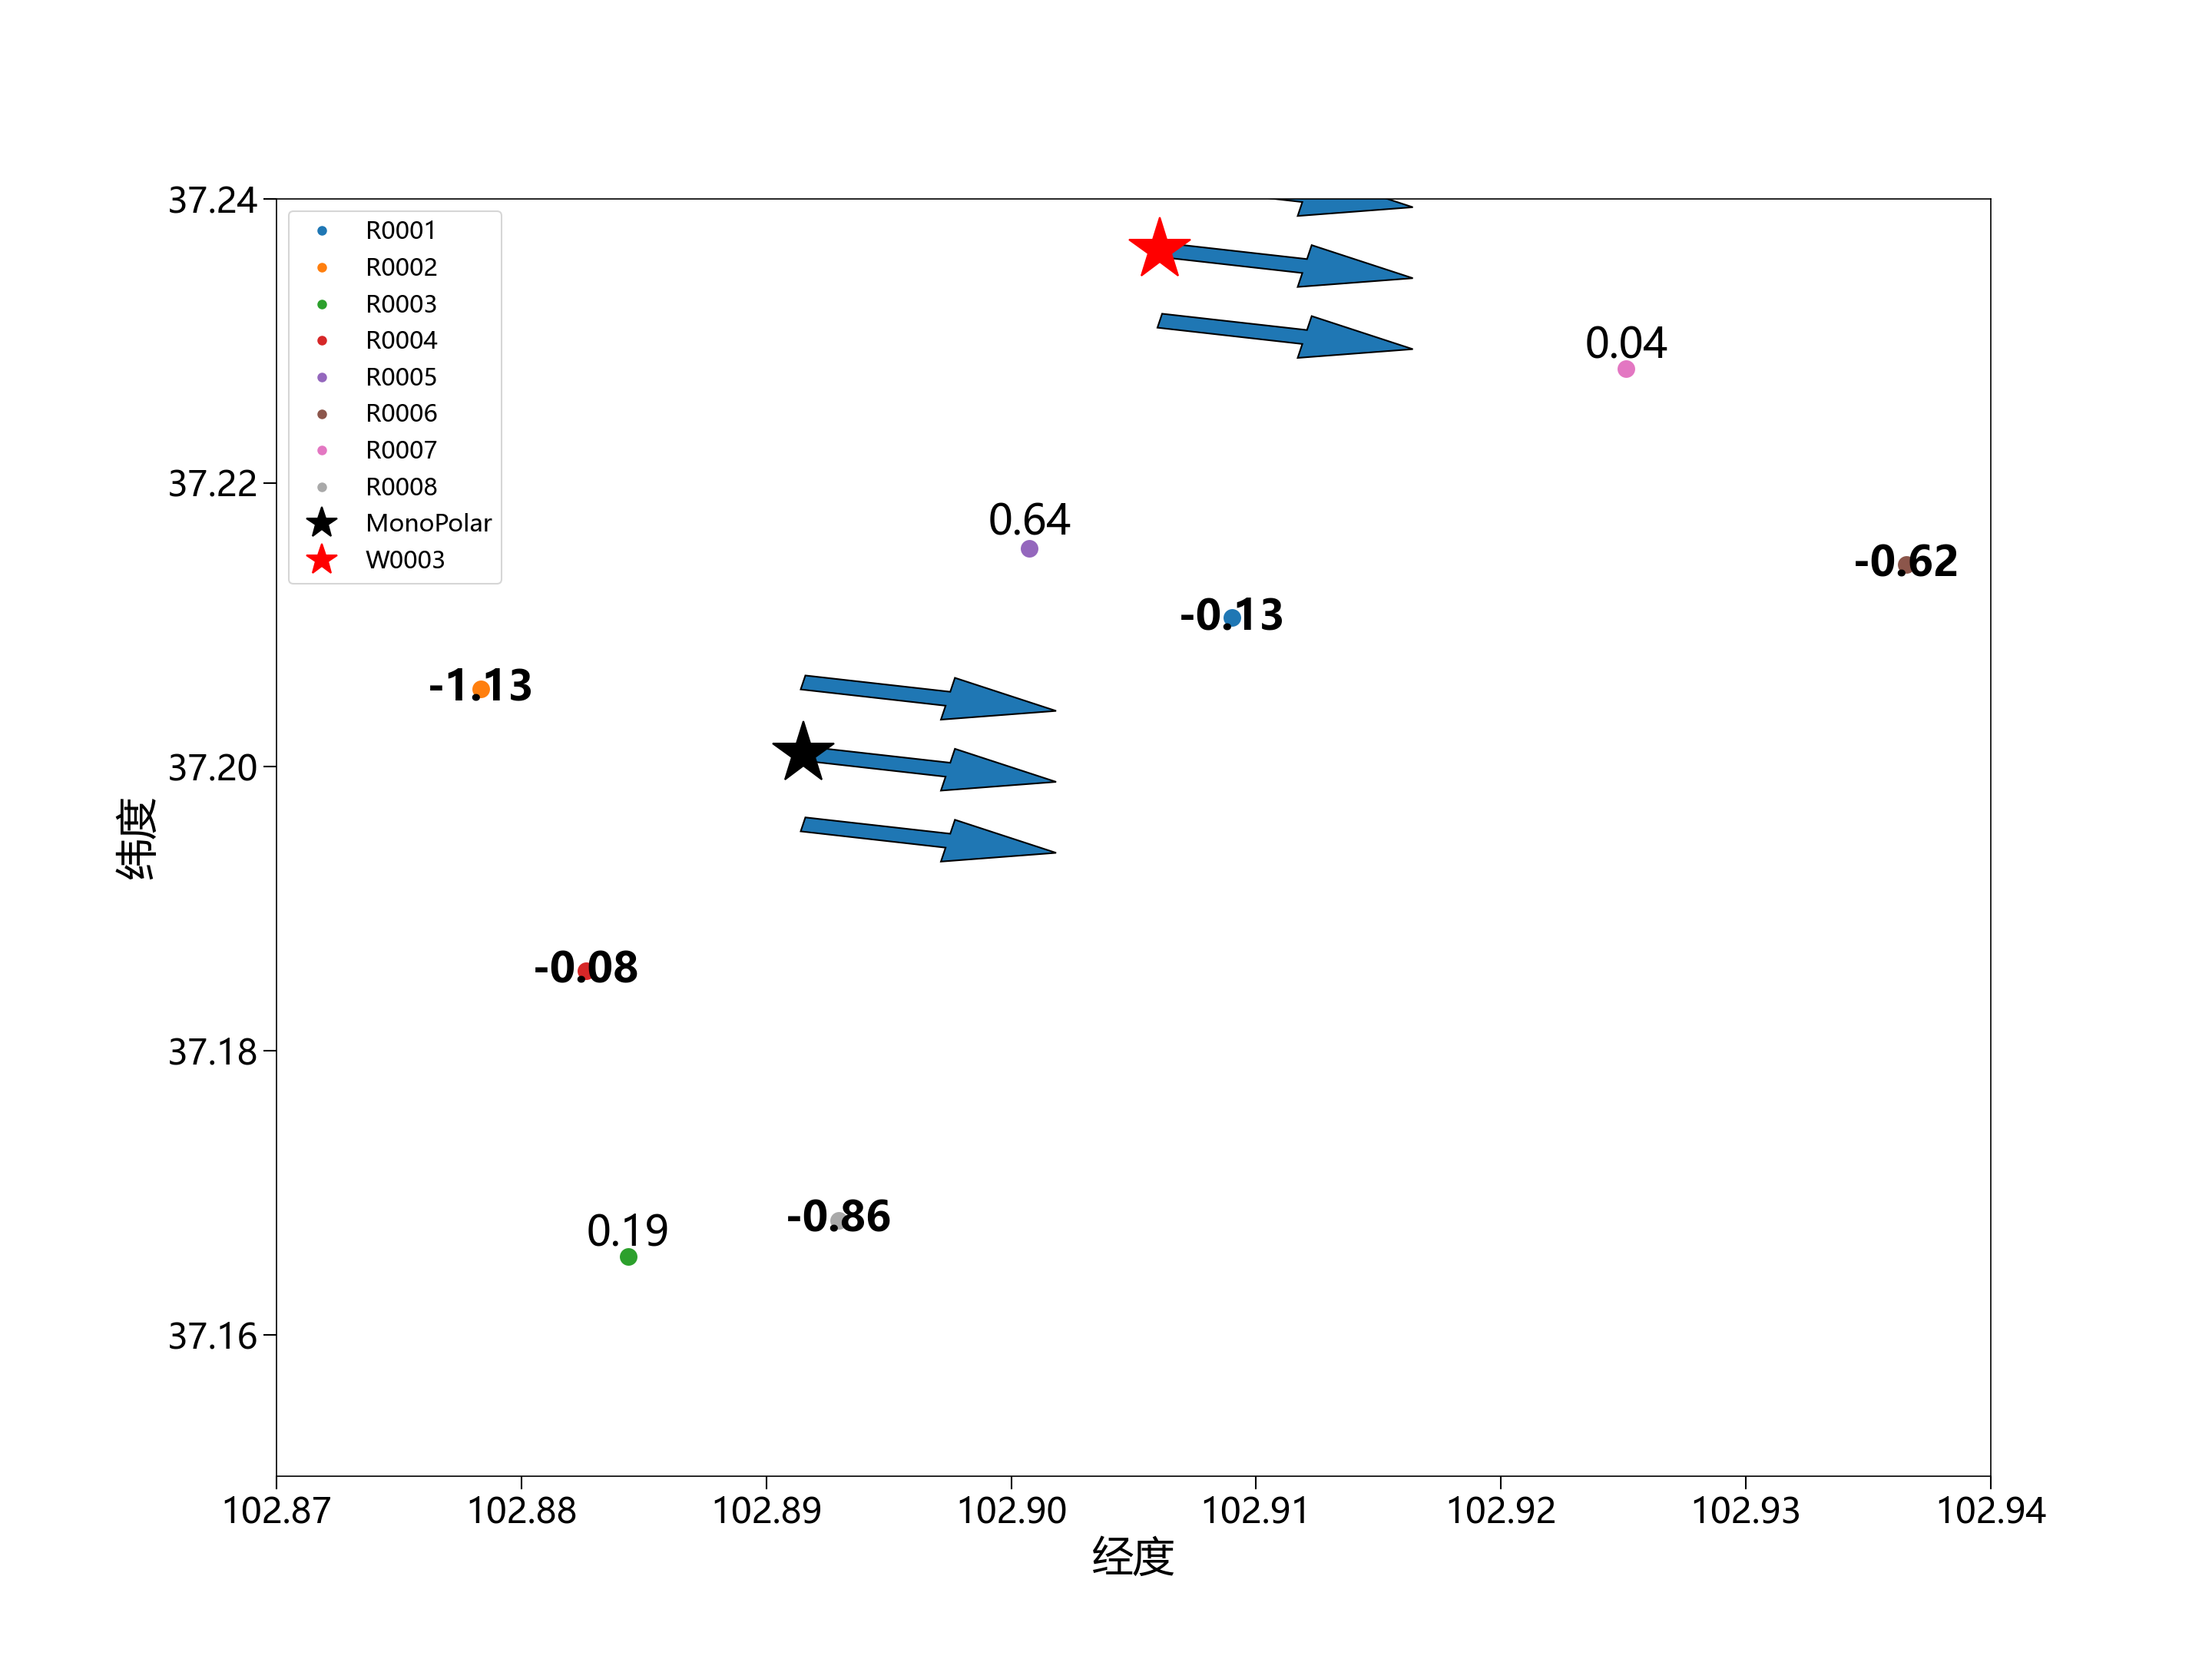 37.24
37.22
37.20
37.18
37.16
纬度
R0001
R0002
R0003
R0004
R0005
R0006
R0007
R0008
MonoPolar
W0003
0.04
0.64
-0.62
-0.13
-1.13
-0.08
-0.86
0.19
102.87 102.88 102.89 102.90 102.91 102.92 102.93 102.94
经度